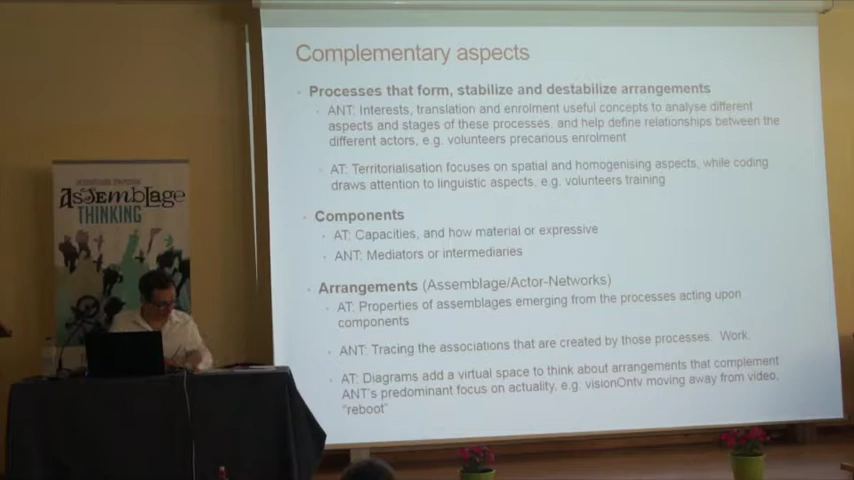 Complementary aspects
Processes that form, stabilize and destabilize arrangements
ANT: Interests, translation and enrolment useful concepts to analyse different
aspects and stages of these processes, and help define relationships between the
different actors, e.g. volunteers precarious enrolment
AT: Territorialisation focuses on spatial and homogenising aspects, while coding
draws attention to linguistic aspects, e.g. volunteers training
Components
AT: Capacities, and how material or expressive
ANT: Mediators or intermediaries
Arrangements (Assemblage/Actor-Networks)
AT: Properties of assemblages emerging from the processes acting upon
components
ANT: Tracing the associations that are created by those processes. Work.
AT: Diagrams add a virtual space to think about arrangements that complement
ANT's predominant focus on actuality, e.g. visionOntv moving away from video,
"reboot"
Assemblage
THINKING